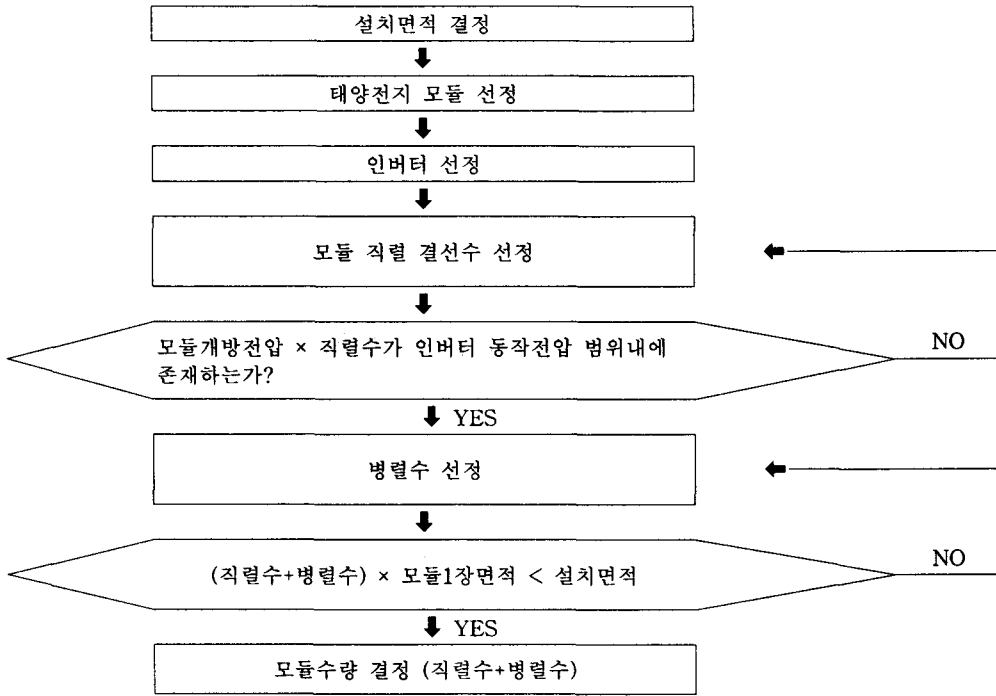 설치면적 결정
태양전지 모듈 선정
인버터 선정
모듈 직렬 결선수 선정
모듈개방전압 × 직렬수가 인버터 동작전압 범위내에
존재하는가?
NO
YES
병렬수 선정
(직렬수+병렬수) × 모듈1장면적 < 설치면적
NO
YES
모듈수량 결정 (직렬수+병렬수)